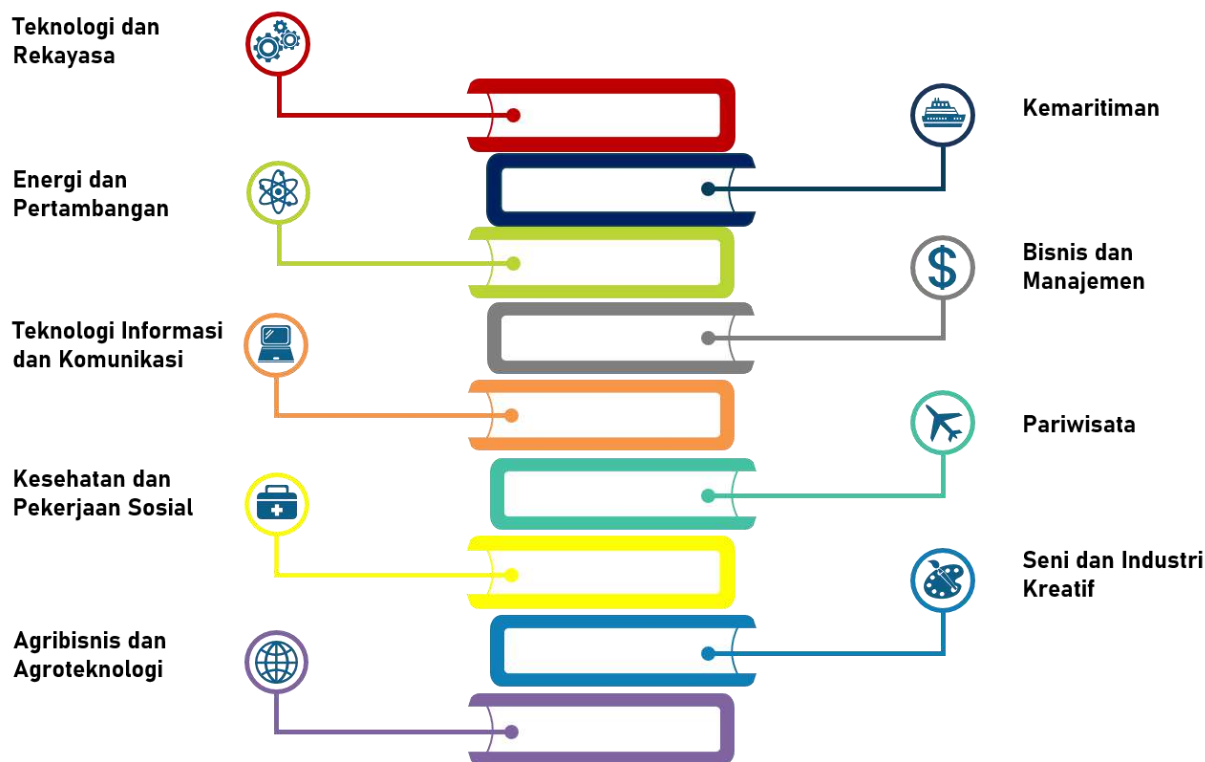 Teknologi dan
Rekayasa
Kemaritiman
Energi dan
Pertambangan
Bisnis dan
Manajemen
Teknologi Informasi
dan Komunikasi
Pariwisata
Kesehatan dan
Pekerjaan Sosial
Seni dan Industri
Kreatif
Agribisnis dan
Agroteknologi